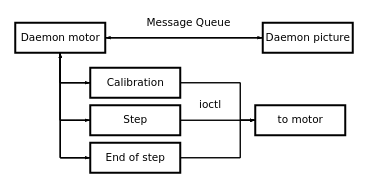 Message Queue
Daemon motor
Daemon picture
Calibration
ioctl
Step
to motor
End of step